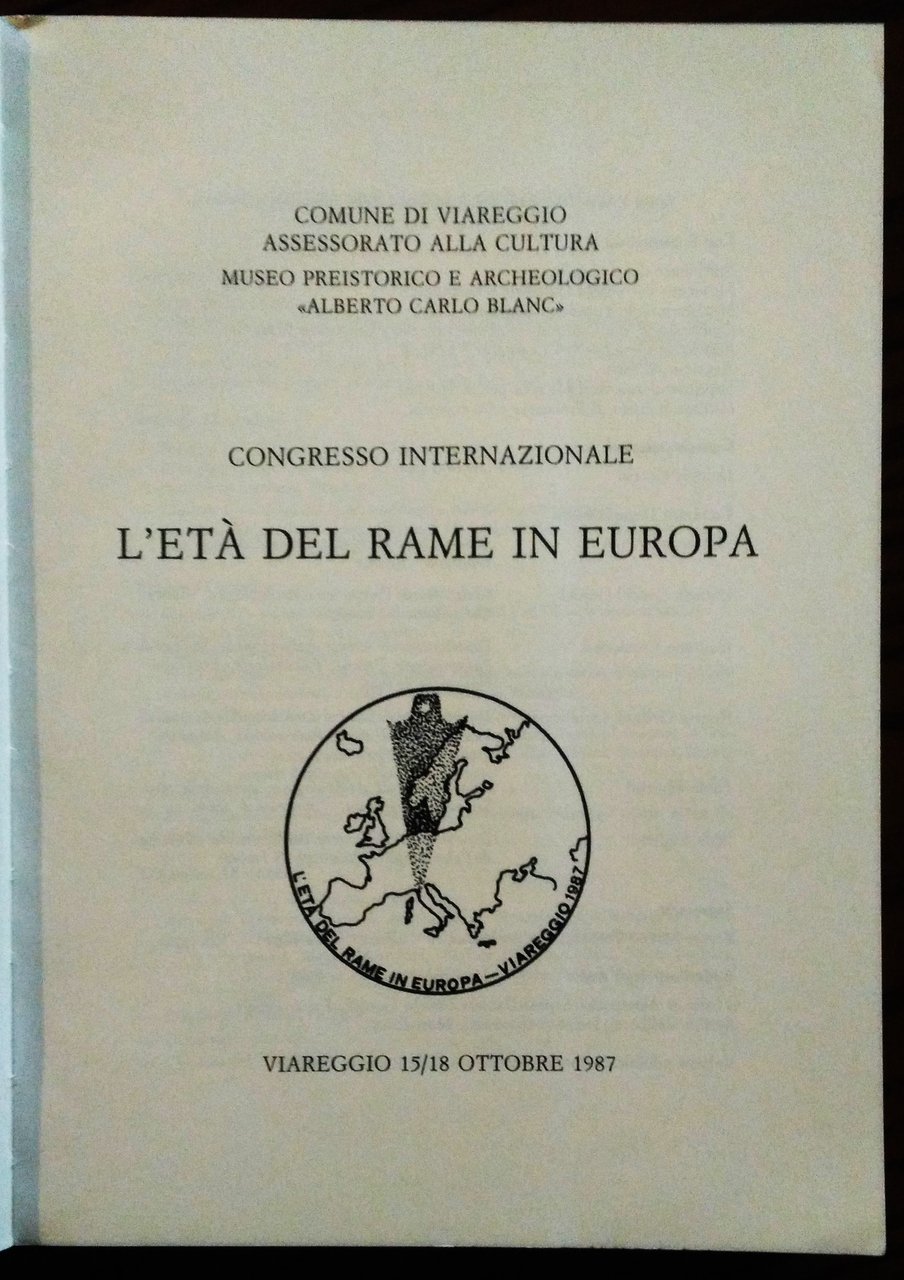 COMUNE DI VIAREGGIO
ASSESSORATO ALLA CULTURA
MUSEO PREISTORICO E ARCHEOLOGICO
«ALBERTO CARLO BLANC»
CONGRESSO INTERNAZIONALE
L'ETÀ DEL RAME IN EUROPA
L'ETÀ DEL RAME IN EUROPA – VIAREGGIO 1987
VIAREGGIO 15/18 OTTOBRE 1987